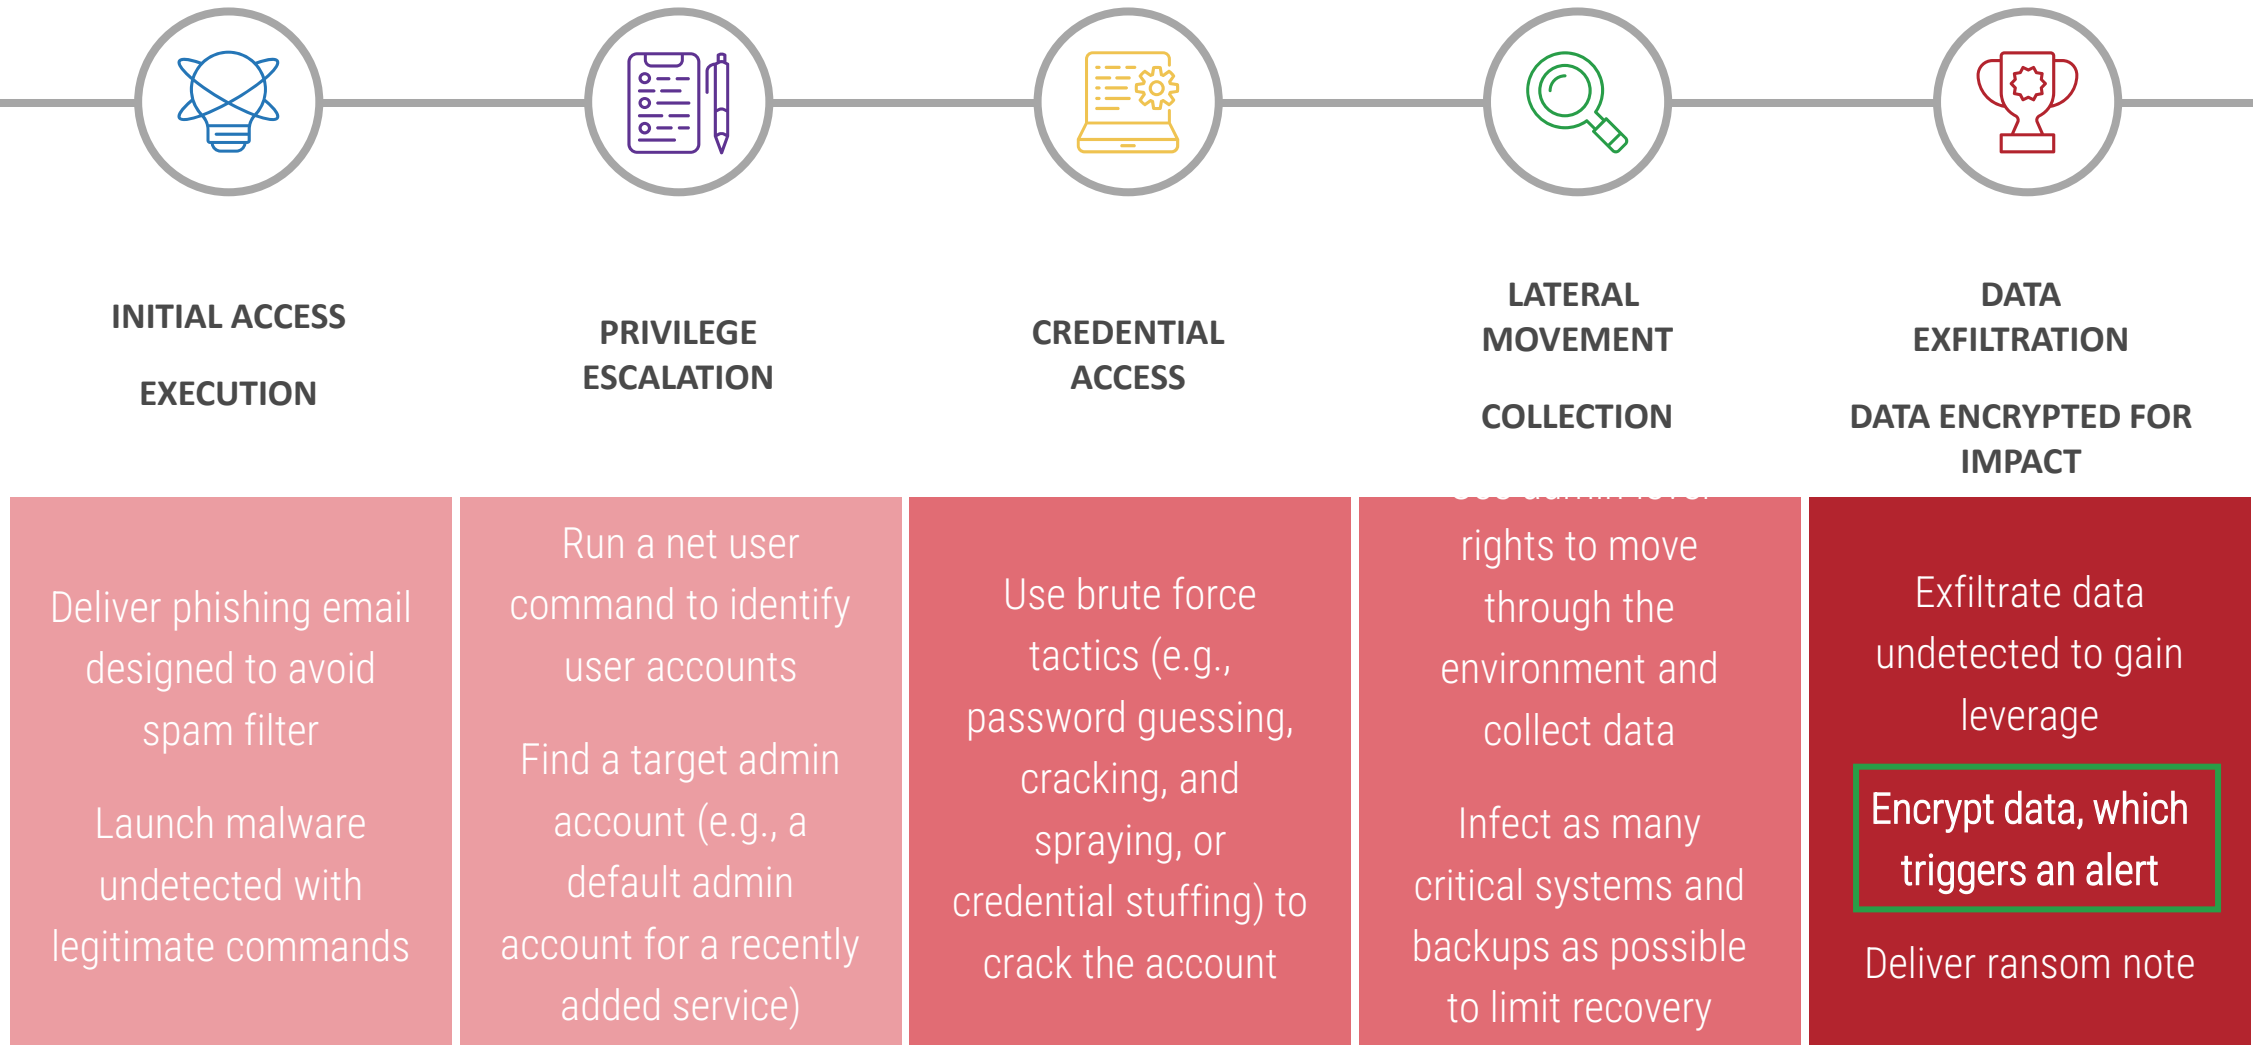 INITIAL ACCESS
EXECUTION
PRIVILEGE
ESCALATION
CREDENTIAL
ACCESS
LATERAL
MOVEMENT
COLLECTION
DATA
EXFILTRATION
DATA ENCRYPTED FOR
IMPACT
Deliver phishing email
designed to avoid
spam filter
Launch malware
undetected with
legitimate commands
Run a net user
command to identify
user accounts
Find a target admin
account (e.g., a
default admin
account for a recently
added service)
Use brute force
tactics (e.g.,
password guessing,
cracking, and
spraying, or
credential stuffing) to
crack the account
rights to move
through the
environment and
collect data
Infect as many
critical systems and
backups as possible
to limit recovery
Exfiltrate data
undetected to gain
leverage
Encrypt data, which
triggers an alert
Deliver ransom note